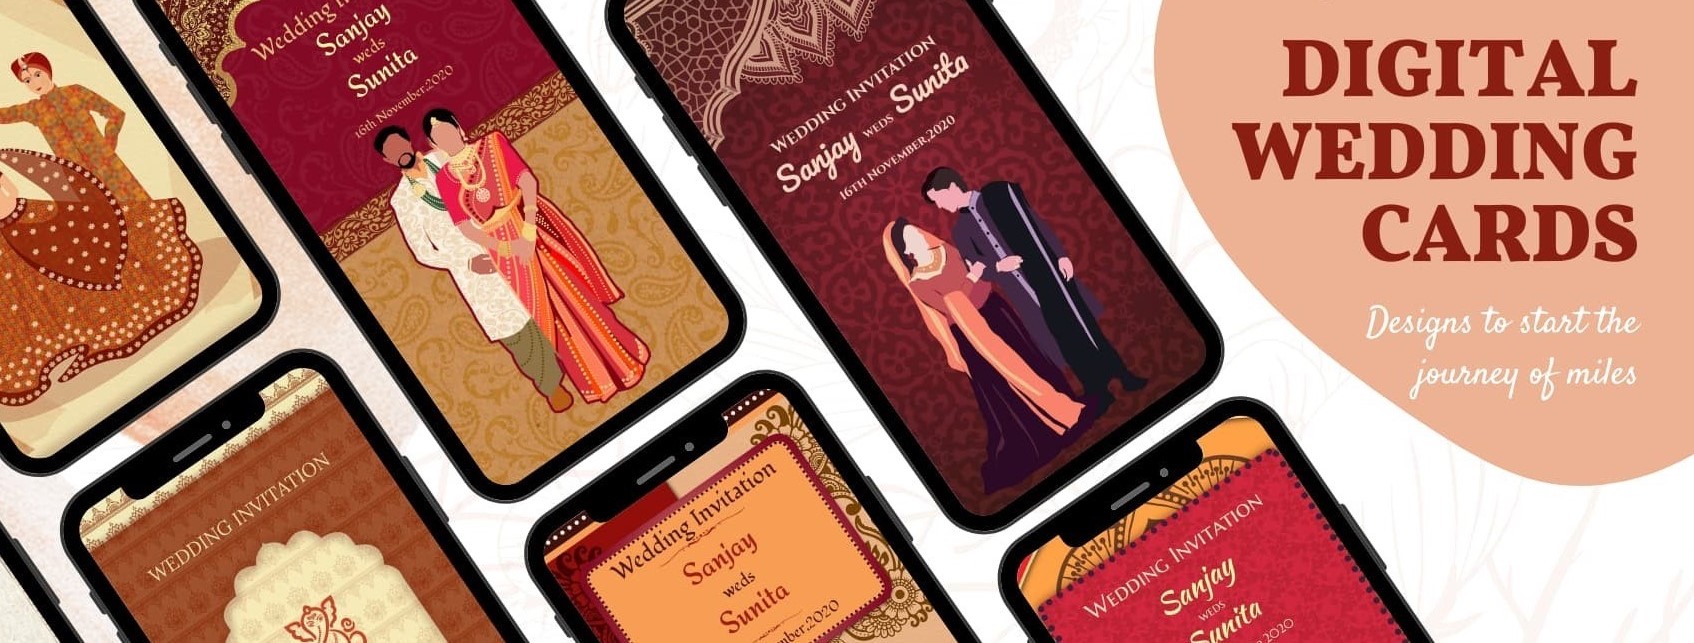 Wedding
Sanjay
weds
Sunita
16th November.2020
WEDDING INVITATION
Sanjay WEDS Sunita
16TH NOVEMBER,2020
DIGITAL
WEDDING
CARDS
Designs to start the
journey of miles
WEDDING INVITATION
Wedding Invitation
Sanjay
weds
Sunita
WEDDING INVITATION
Sanjay
WEDS
Sunita